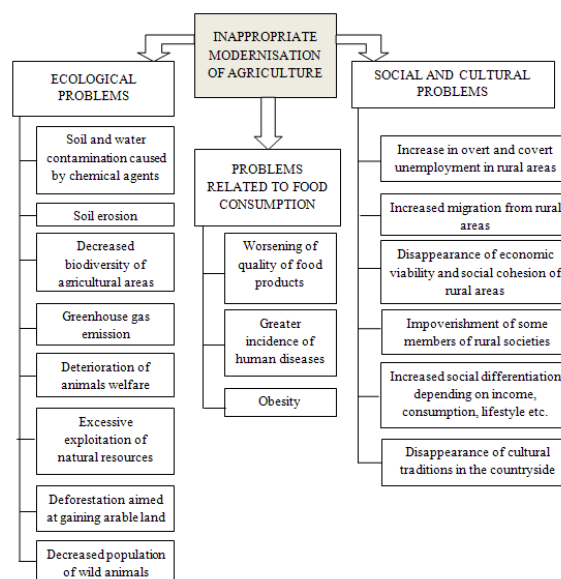 INAPPROPRIATE
MODERNISATION
OF AGRICULTURE
ECOLOGICAL
PROBLEMS
Soil and water
contamination caused
by chemical agents
Soil erosion
Decreased
biodiversity of
agricultural areas
Greenhouse gas
emission
Deterioration of
animals welfare
Excessive
exploitation of
natural resources
Deforestation aimed
at gaining arable land
Decreased population
of wild animals
PROBLEMS
RELATED TO FOOD
CONSUMPTION
Worsening of
quality of food
products
Greater
incidence of
human diseases
Obesity
SOCIAL AND CULTURAL
PROBLEMS
Increase in overt and covert
unemployment in rural areas
Increased migration from rural
areas
Disappearance of economic
viability and social cohesion of
rural areas
Impoverishment of some
members of rural societies
Increased social differentiation
depending on income,
consumption, lifestyle etc.
Disappearance of cultural
traditions in the countryside